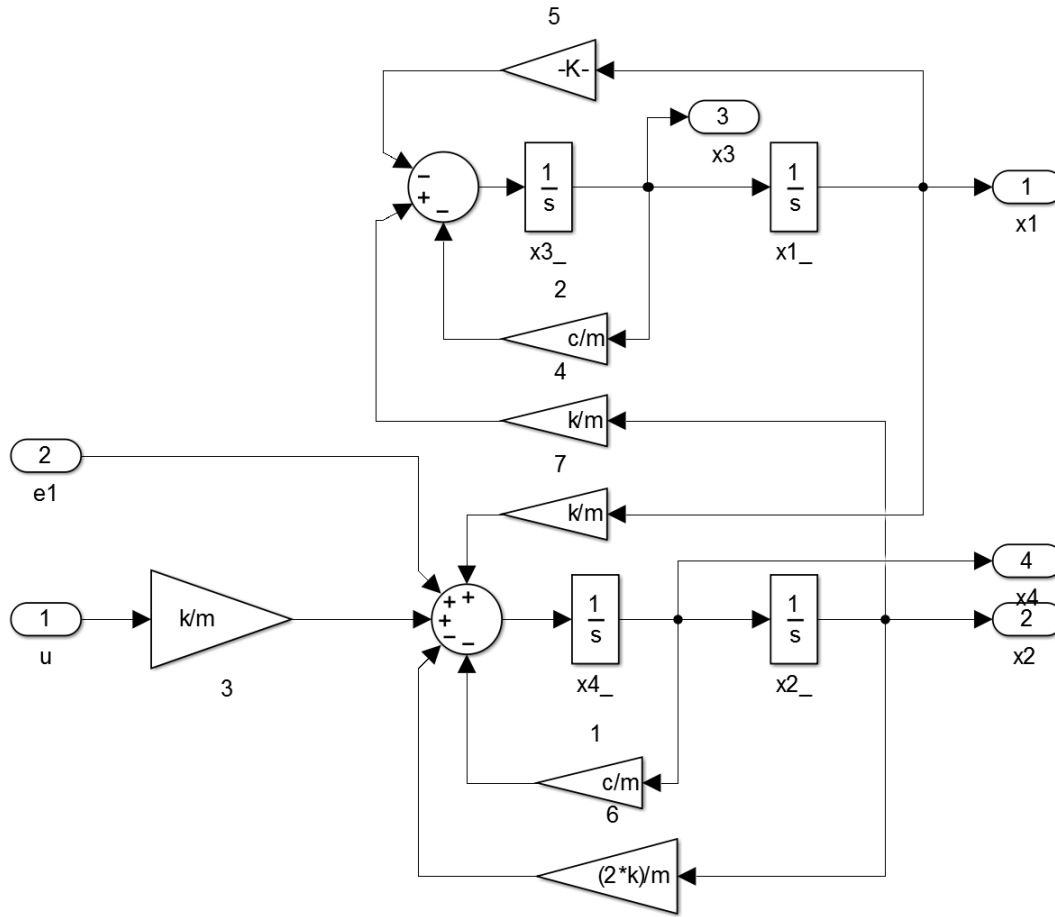 5
-K-
3
x3
− + −
1
s
x3_
1
s
x1_
1
x1
2
c/m
4
k/m
7
k/m
2
e1
1
u
k/m
3
+ + + − −
1
s
x4_
1
s
x2_
4
x4
2
x2
1
c/m
6
(2*k)/m